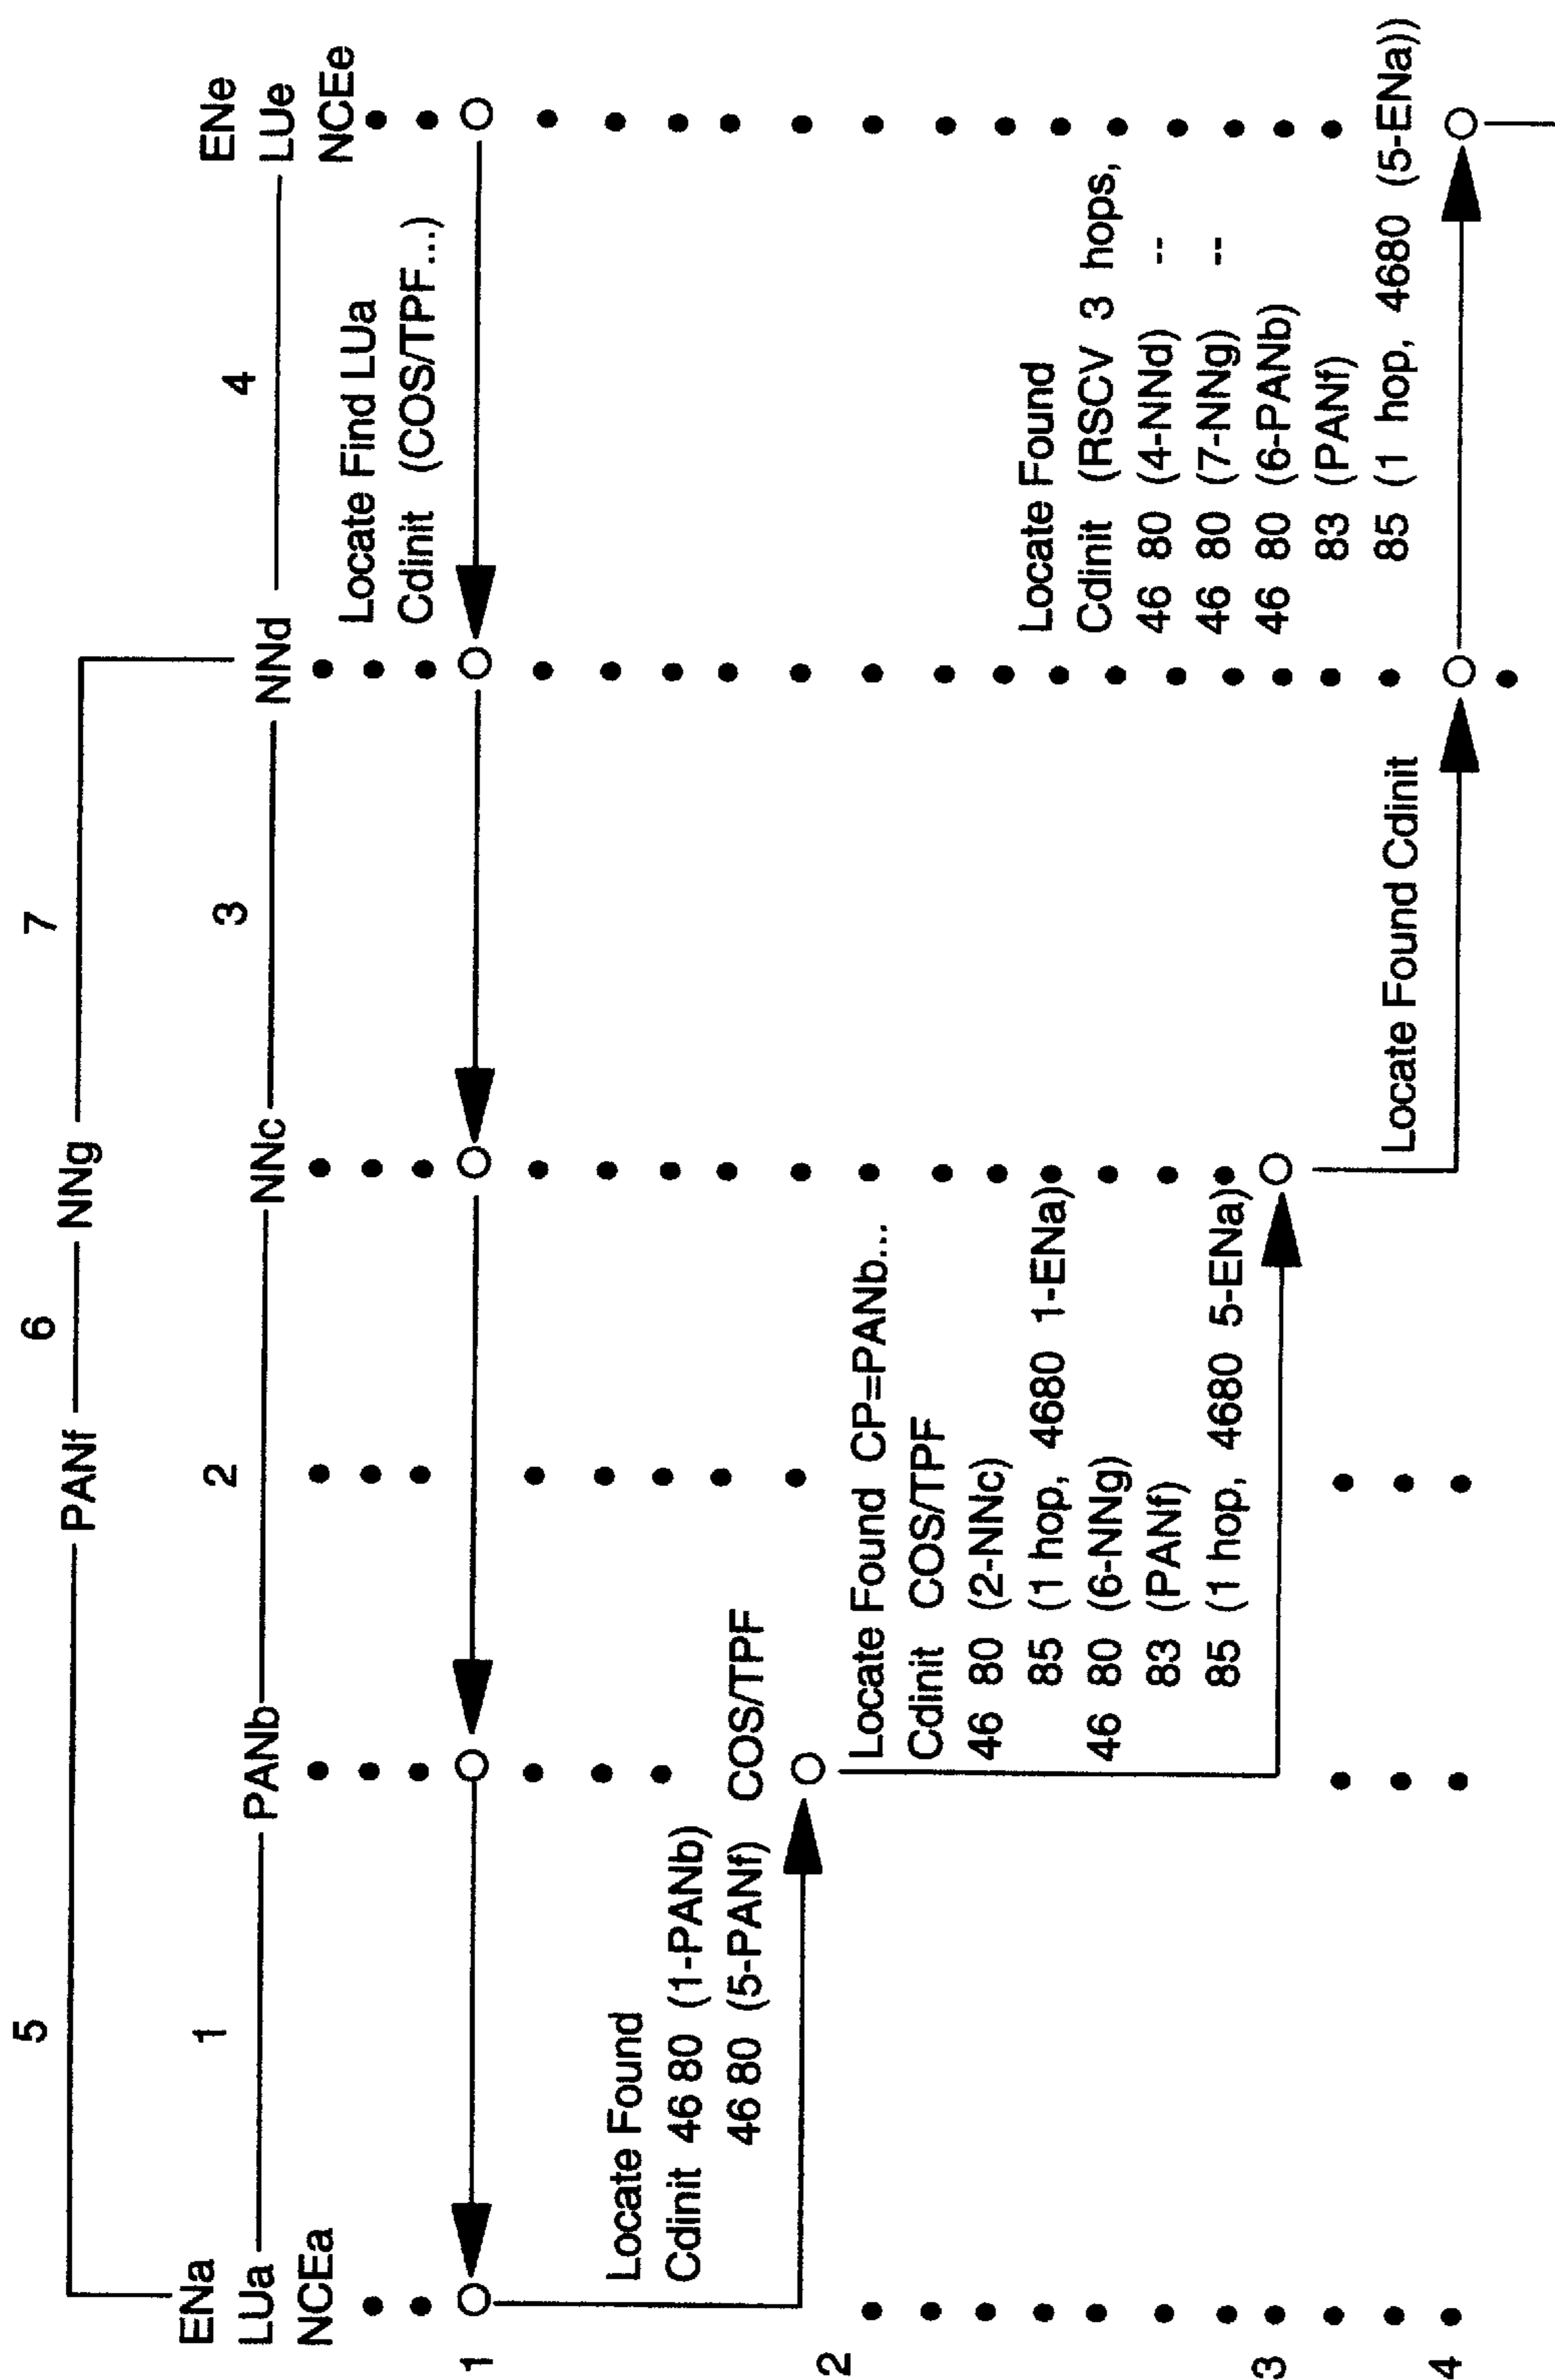 5
6
7
PANf
NNg
ENa
LUa
NCEa
1
PANb
2
NNc
3
NNd
4
ENe
LUe
NCEe
1
Locate Find LUa
Cdinit (COS/TPF...)
Locate Found
Cdinit 46 80 (1-PANb)
46 80 (5-PANf) COS/TPF
2
Locate Found CP=PANb...
Cdinit COS/TPF
46 80 (2-NNc)
85 (1 hop, 4680 1-ENa)
46 80 (6-NNg)
83 (PANf)
85 (1 hop, 4680 5-ENa)
3
Locate Found
Cdinit (RSCV 3 hops,
46 80 (4-NNd) --
46 80 (7-NNg) --
46 80 (6-PANb)
83 (PANf)
85 (1 hop, 4680 (5-ENa))
Locate Found Cdinit
4